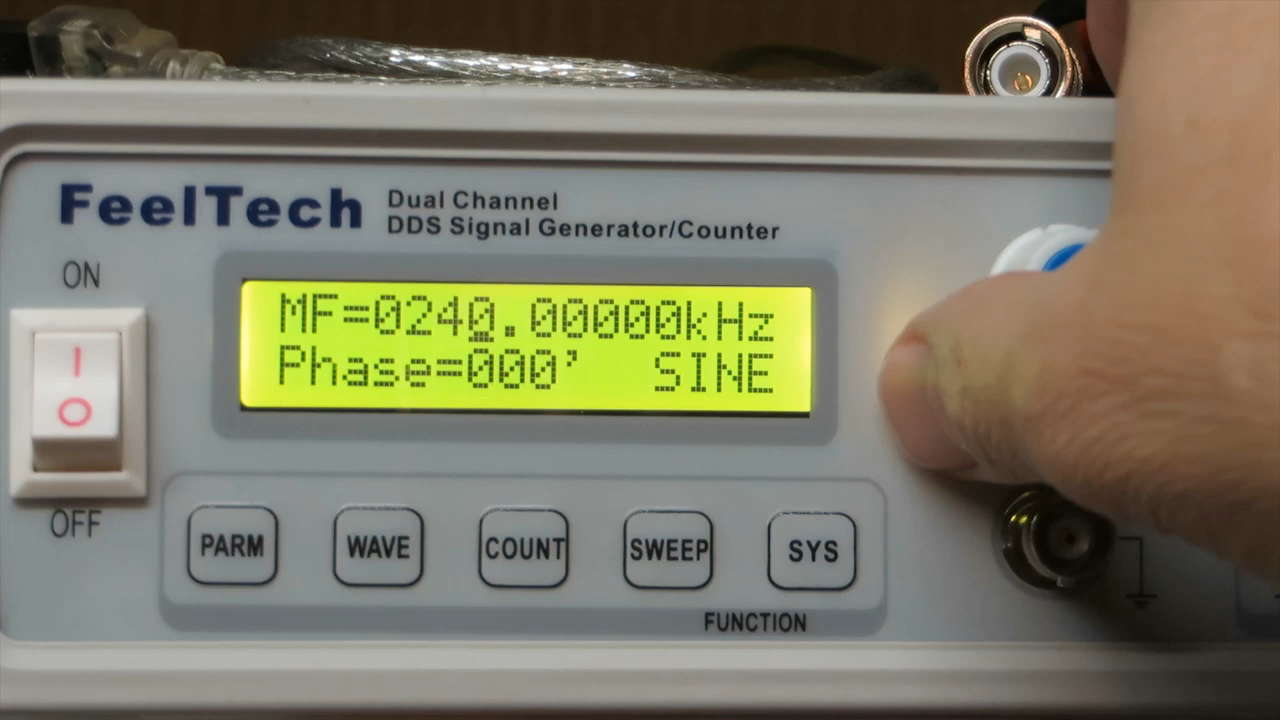 FeelTech
Dual Channel
DDS Signal Generator/Counter
ON
MF=0240.00000kHz
Phase=000' SINE
I
O
OFF
PARM WAVE COUNT SWEEP SYS
FUNCTION